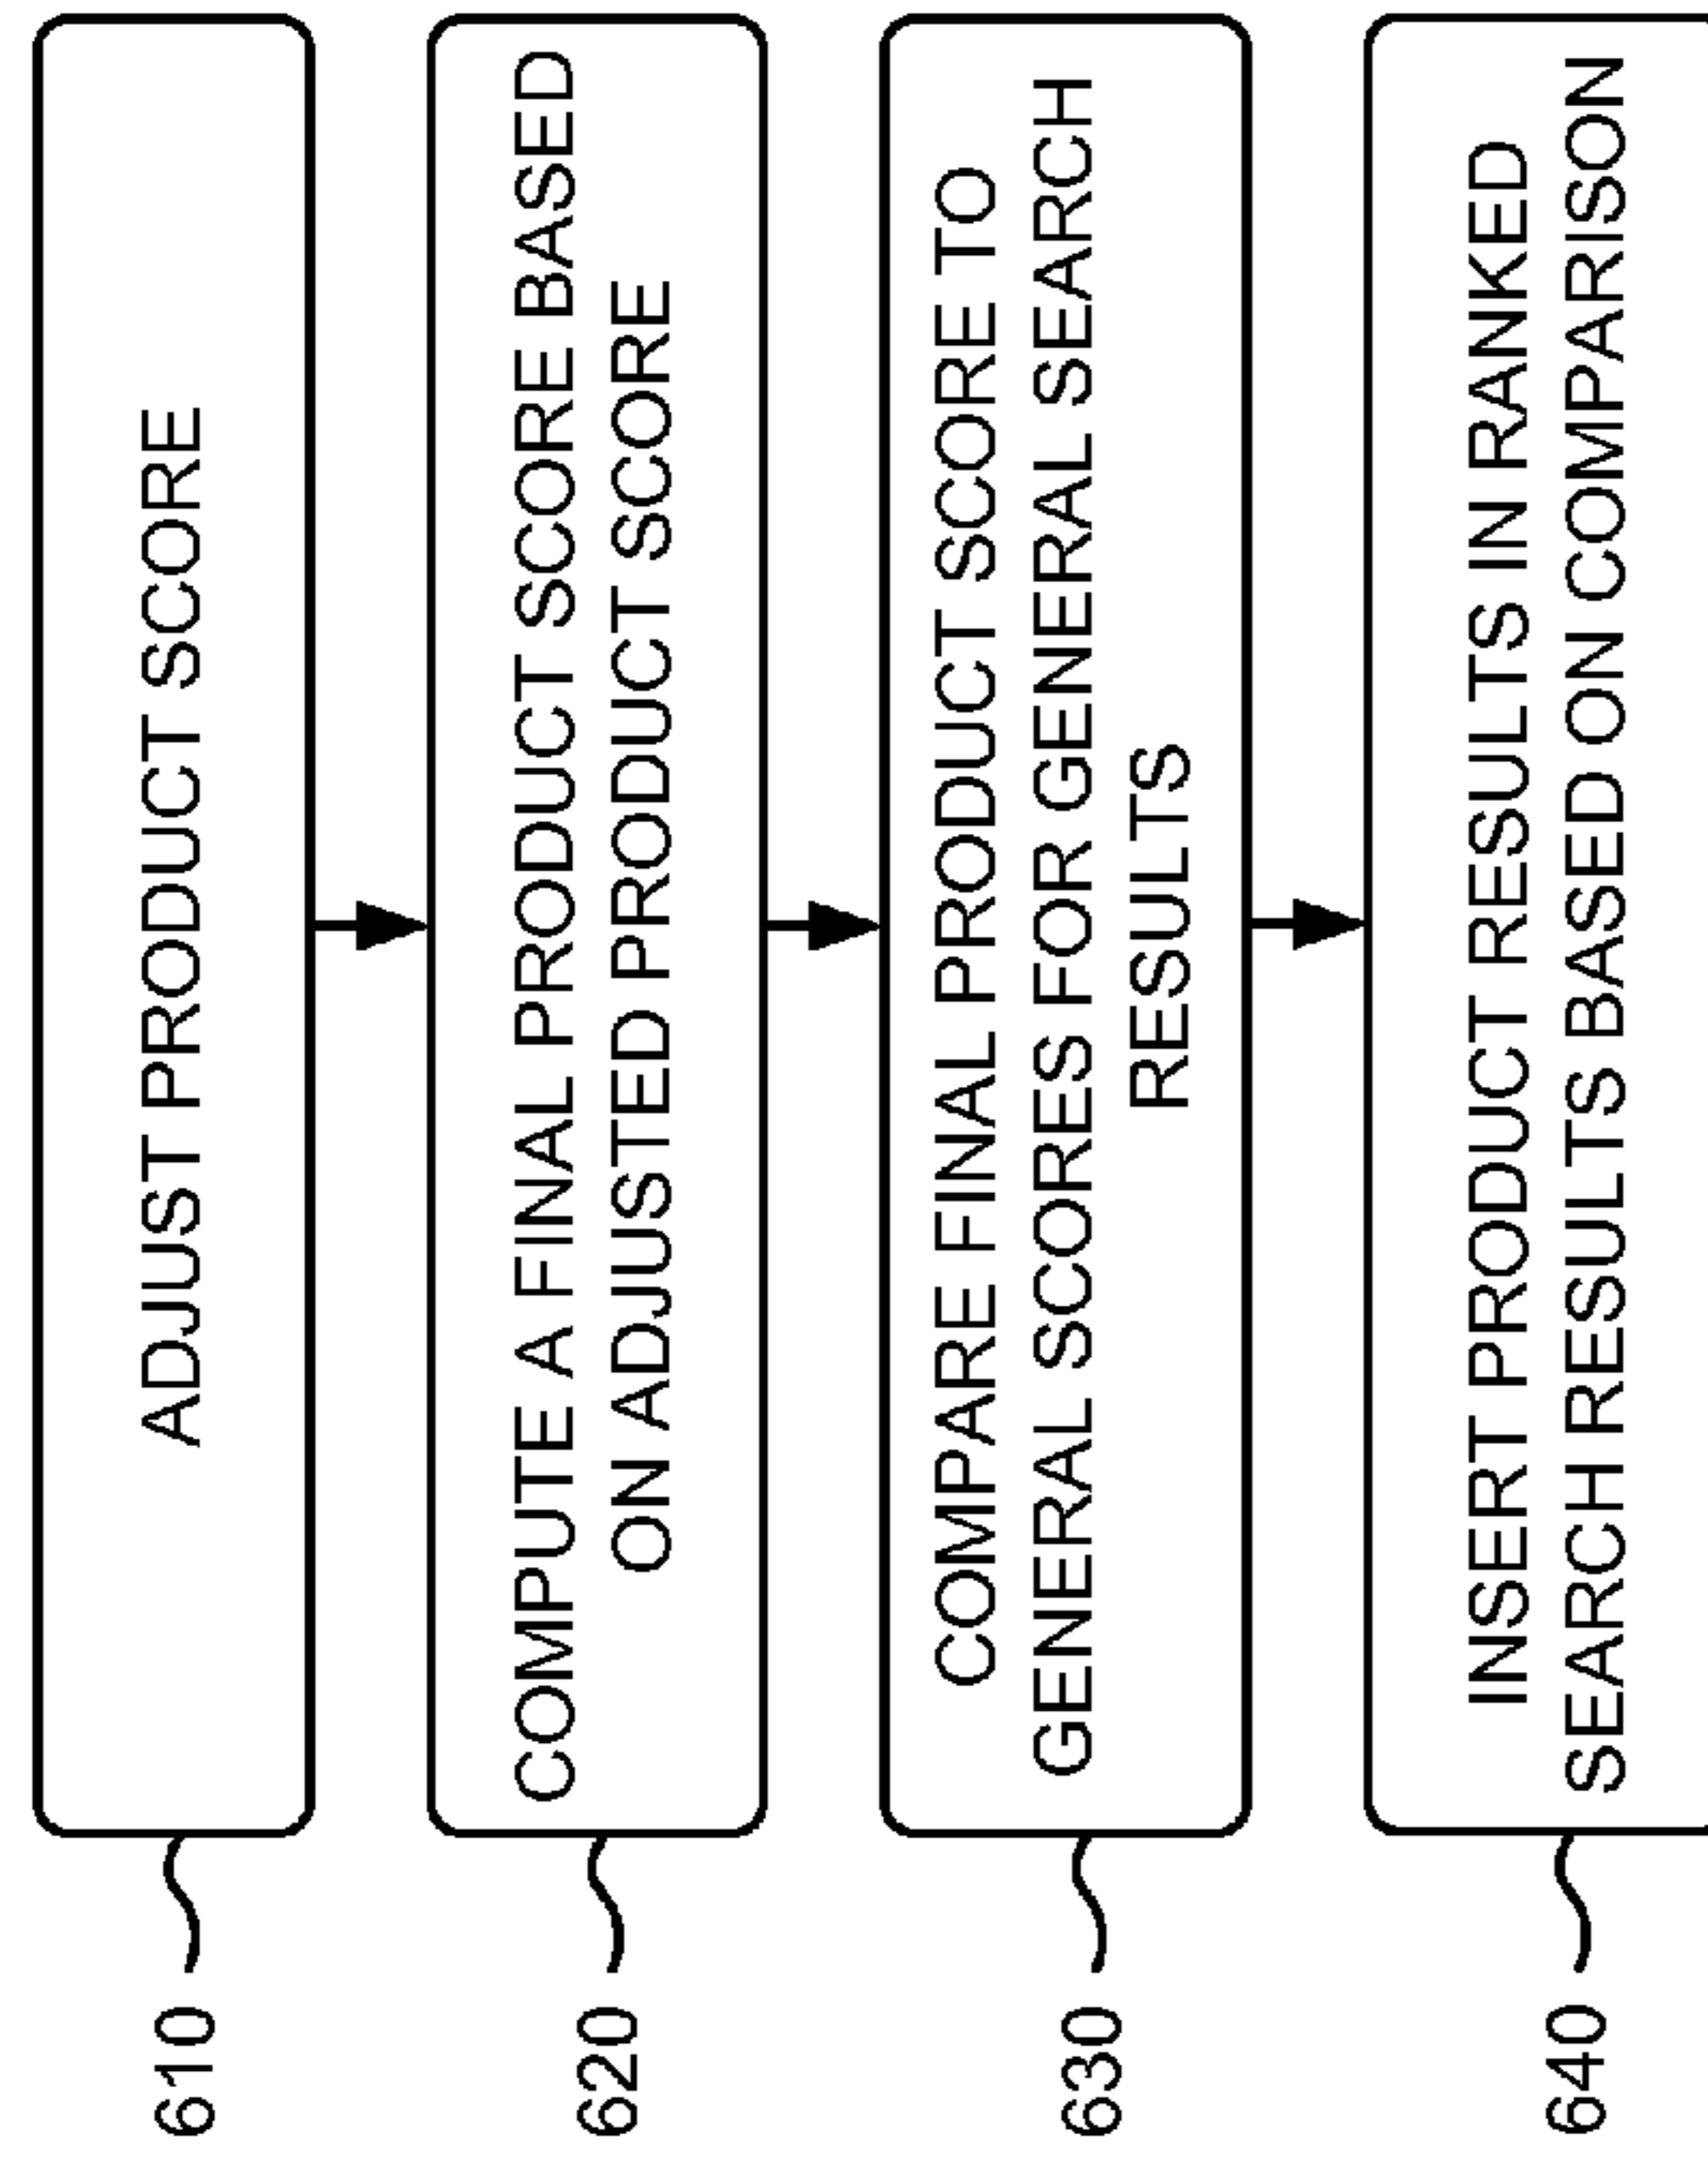 610
ADJUST PRODUCT SCORE
620
COMPUTE A FINAL PRODUCT SCORE BASED
ON ADJUSTED PRODUCT SCORE
630
COMPARE FINAL PRODUCT SCORE TO
GENERAL SCORES FOR GENERAL SEARCH
RESULTS
640
INSERT PRODUCT RESULTS IN RANKED
SEARCH RESULTS BASED ON COMPARISON